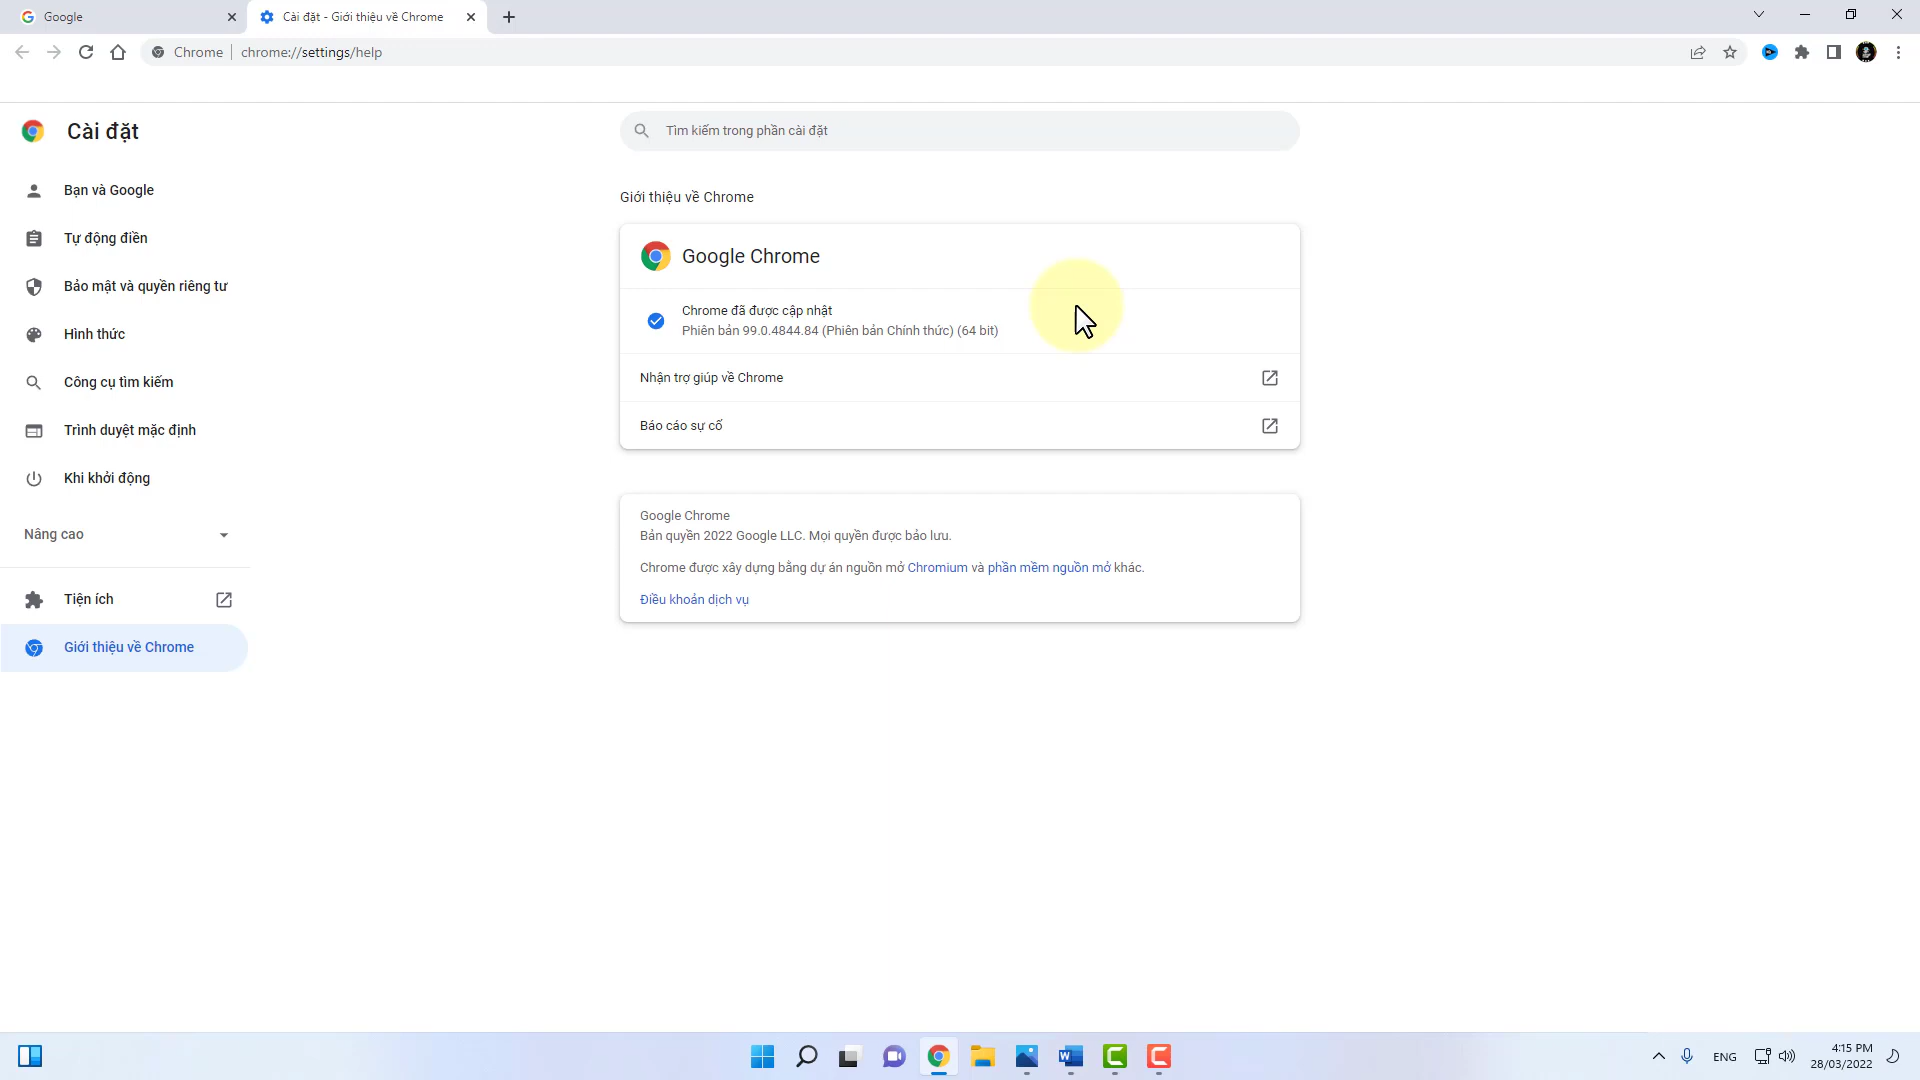 Google
Cài đặt - Giới thiệu về Chrome
Chrome
chrome://settings/help
Cài đặt
Tìm kiếm trong phần cài đặt
Bạn và Google
Tự động điền
Bảo mật và quyền riêng tư
Hình thức
Công cụ tìm kiếm
Trình duyệt mặc định
Khi khởi động
Nâng cao
Tiện ích
Giới thiệu về Chrome
Giới thiệu về Chrome
Google Chrome
Chrome đã được cập nhật
Phiên bản 99.0.4844.84 (Phiên bản Chính thức) (64 bit)
Nhận trợ giúp về Chrome
Báo cáo sự cố
Google Chrome
Bản quyền 2022 Google LLC. Mọi quyền được bảo lưu.
Chrome được xây dựng bằng dự án nguồn mở Chromium và phần mềm nguồn mở khác.
Điều khoản dịch vụ
ENG
4:15 PM
28/03/2022